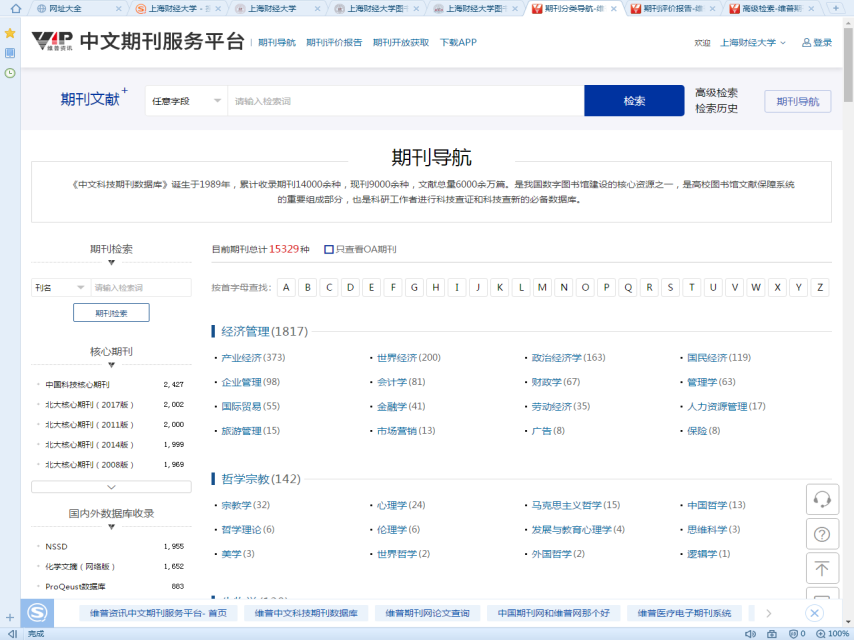 网址大全
上海财经大学 -
上海财经大学
上海财经大学图
上海财经大学图
期刊分类导航-维
期刊评价报告-维
高级检索-维普期
VIP 维普资讯 中文期刊服务平台 | 期刊导航 期刊评价报告 期刊开放获取 下载APP 欢迎 上海财经大学 登录
期刊文献+ 任意字段 请输入检索词 检索 高级检索 检索历史 期刊导航
期刊导航
《中文科技期刊数据库》诞生于1989年，累计收录期刊14000余种，现刊9000余种，文献总量6000余万篇。是我国数字图书馆建设的核心资源之一，是高校图书馆文献保障系统
的重要组成部分，也是科研工作者进行科技查证和科技查新的必备数据库。
期刊检索
刊名 请输入检索词
期刊检索
核心期刊
中国科技核心期刊 2,427
北大核心期刊（2017版） 2,002
北大核心期刊（2011版） 2,000
北大核心期刊（2014版） 1,999
北大核心期刊（2008版） 1,969
国内外数据库收录
NSSD 1,955
化学文摘（网络版） 1,652
ProQeust数据库 883
目前期刊总计15329种 只查看OA期刊
按首字母查找： A B C D E F G H I J K L M N O P Q R S T U V W X Y Z
经济管理(1817)
·产业经济(373) ·世界经济(200) ·政治经济学(163) ·国民经济(119)
·企业管理(98) ·会计学(81) ·财政学(67) ·管理学(63)
·国际贸易(55) ·金融学(41) ·劳动经济(35) ·人力资源管理(17)
·旅游管理(15) ·市场营销(13) ·广告(8) ·保险(8)
哲学宗教(142)
·宗教学(32) ·心理学(24) ·马克思主义哲学(15) ·中国哲学(13)
·哲学理论(6) ·伦理学(6) ·发展与教育心理学(4) ·思维科学(3)
·美学(3) ·世界哲学(2) ·外国哲学(2) ·逻辑学(1)
维普资讯中文期刊服务平台- 首页 维普中文科技期刊数据库 维普期刊网论文查询 中国期刊网和维普网那个好 维普医疗电子期刊系统
完成 0 100%